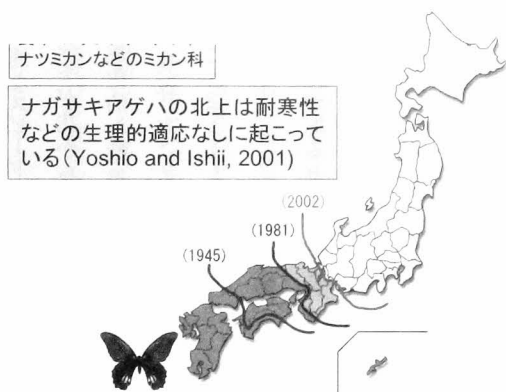 ナツミカンなどのミカン科
ナガサキアゲハの北上は耐寒性
などの生理的適応なしに起こって
いる(Yoshio and Ishii, 2001)
(2002)
(1981)
(1945)